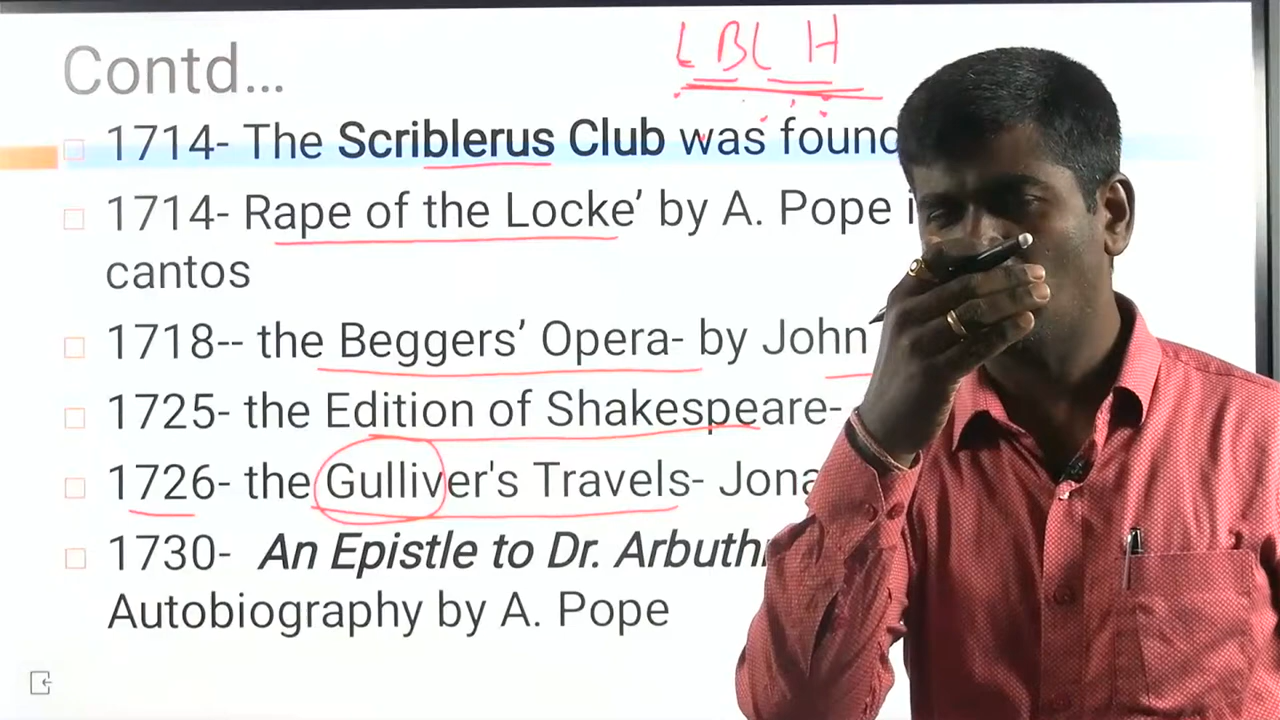 L B L H
Contd...
1714- The Scriblerus Club was found
1714- Rape of the Locke’ by A. Pope i
cantos
1718-- the Beggers’ Opera- by John
1725- the Edition of Shakespeare-
1726- the Gulliver's Travels- Jona
1730- An Epistle to Dr. Arbuth
Autobiography by A. Pope